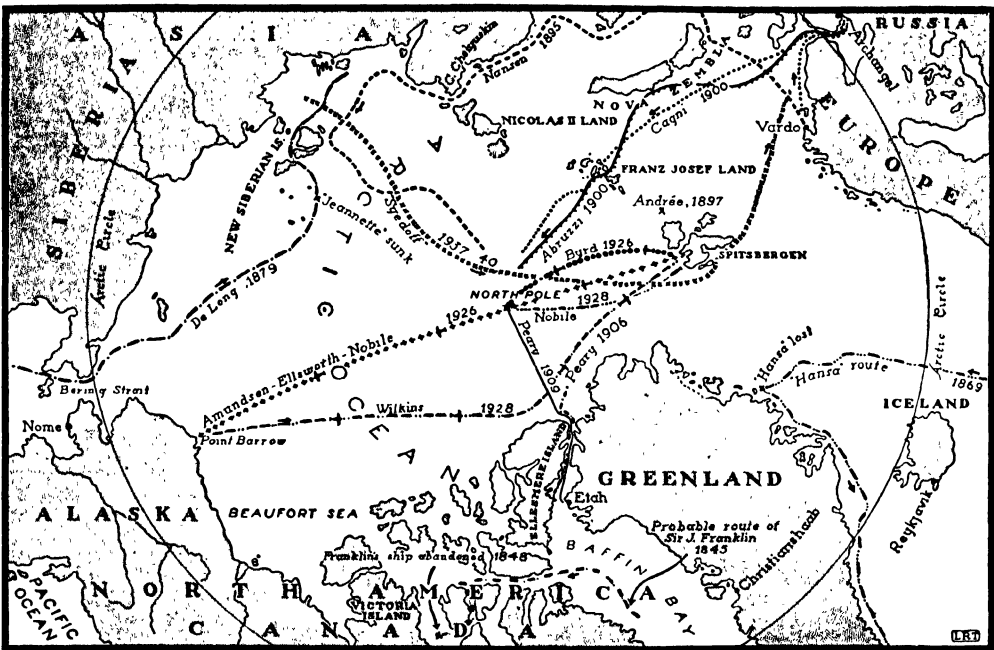 ASIA
RUSSIA
SIBERIA
C. Chelyuskin
Nansen
1895
Archangel
NOVA ZEMBLA
NICOLAS II LAND
Cagni
1900
Vardo
EUROPE
FRANZ JOSEF LAND
Andrée, 1897
Abruzzi 1900
NEW SIBERIAN IS.
"Jeannette" sunk
Syedoff
1937
40
Byrd 1926
SPITSBERGEN
Arctic Circle
De Long 1879
ARCTIC OCEAN
NORTH POLE
1926
1928
Nobile
Amundsen-Ellsworth-Nobile
Peary 1909
Peary 1906
Arctic Circle
"Hansa" lost
Hansa route
1869
Bering Strait
Wilkins
1928
ICELAND
Nome
Point Barrow
ELLESMERE ISLAND
GREENLAND
Etah
Reykjavik
ALASKA
BEAUFORT SEA
Probable route of
Sir J. Franklin
1845
Christianshaab
Franklin's ship abandoned 1848
BAFFIN BAY
PACIFIC
OCEAN
NORTH AMERICA
VICTORIA
ISLAND
CANADA
LRT